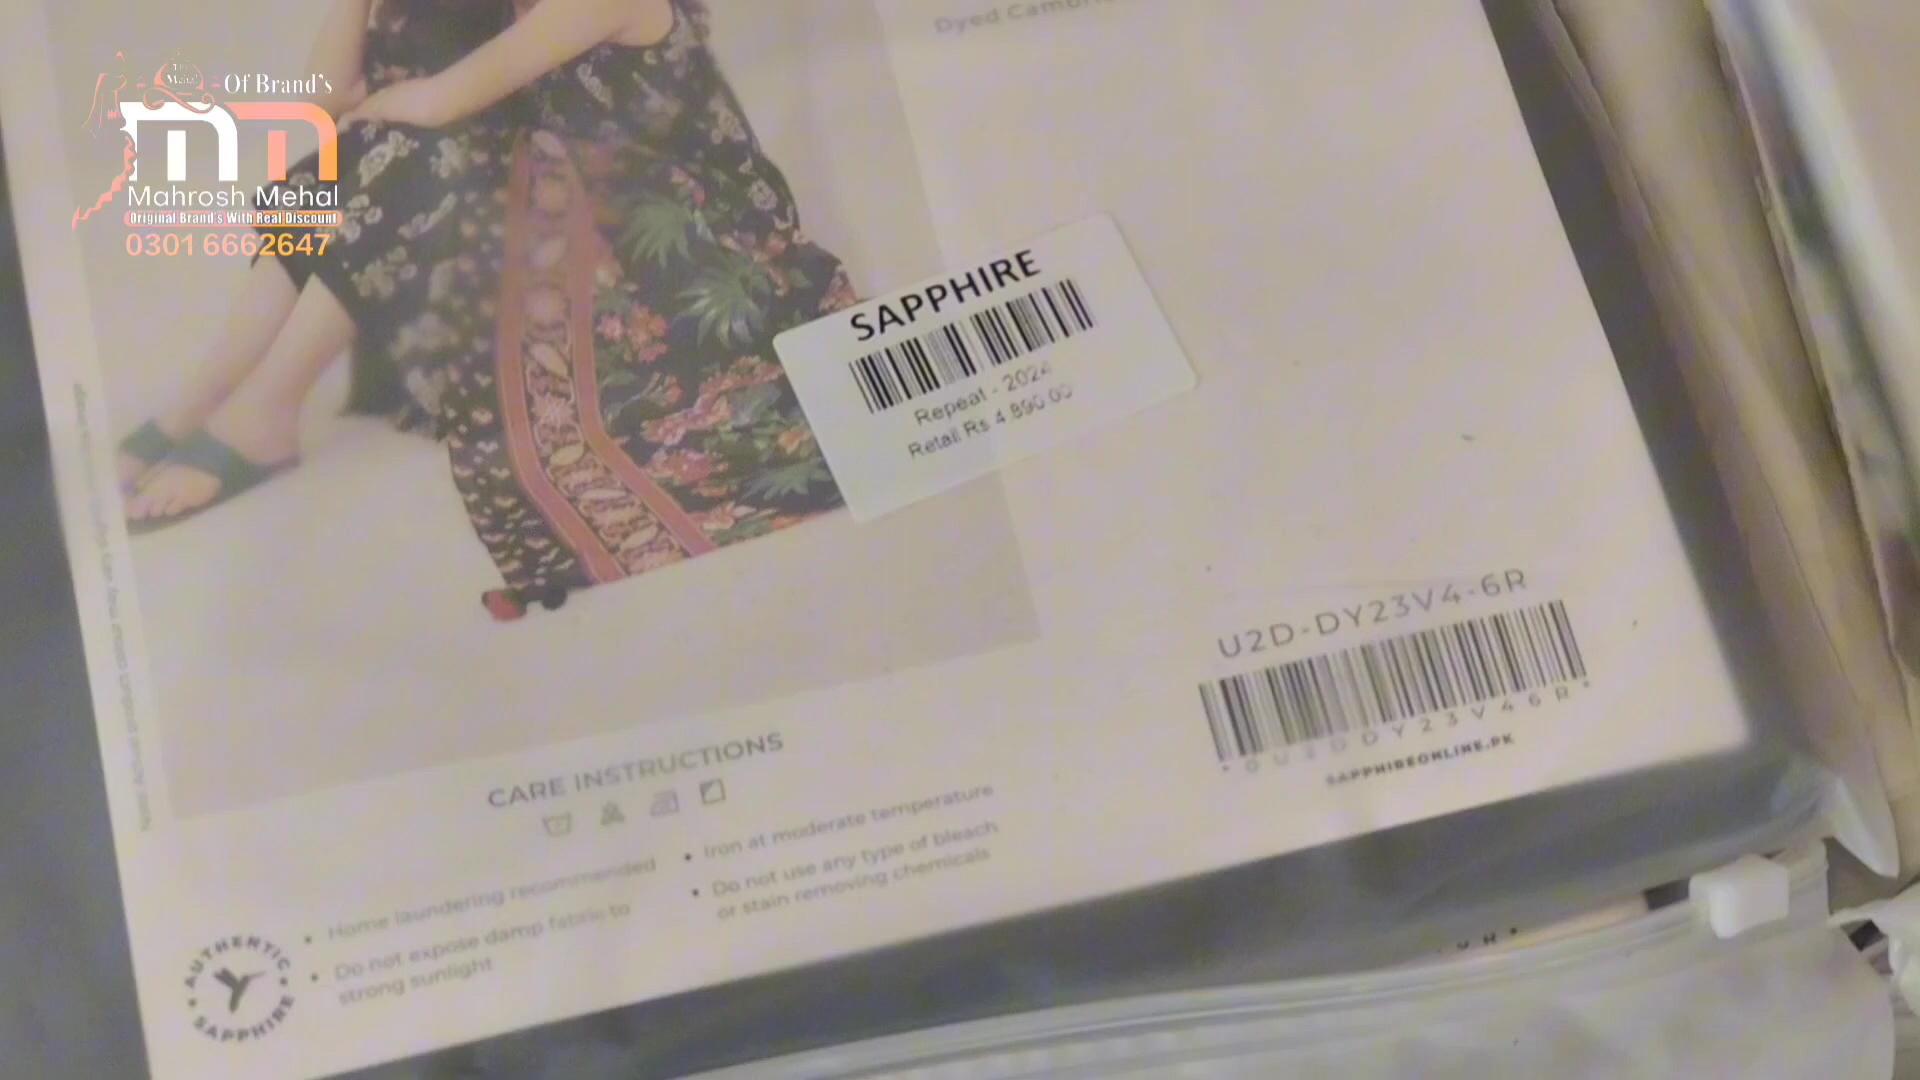 Of Brand's
Mahrosh Mehal
Original Brand's With Real Discount
0301 6662647
Dyed
SAPPHIRE
Repeat - 2024
Retail Rs 4,890.00
U2D-DY23V4-6R
*0U2DDY23V46R*
SAPPHIREONLINE.PK
CARE INSTRUCTIONS
• Home laundering recommended
• Do not expose damp fabric to
strong sunlight
• Iron at moderate temperature
• Do not use any type of bleach
or stain removing chemicals
• AUTHENTIC •
SAPPHIRE